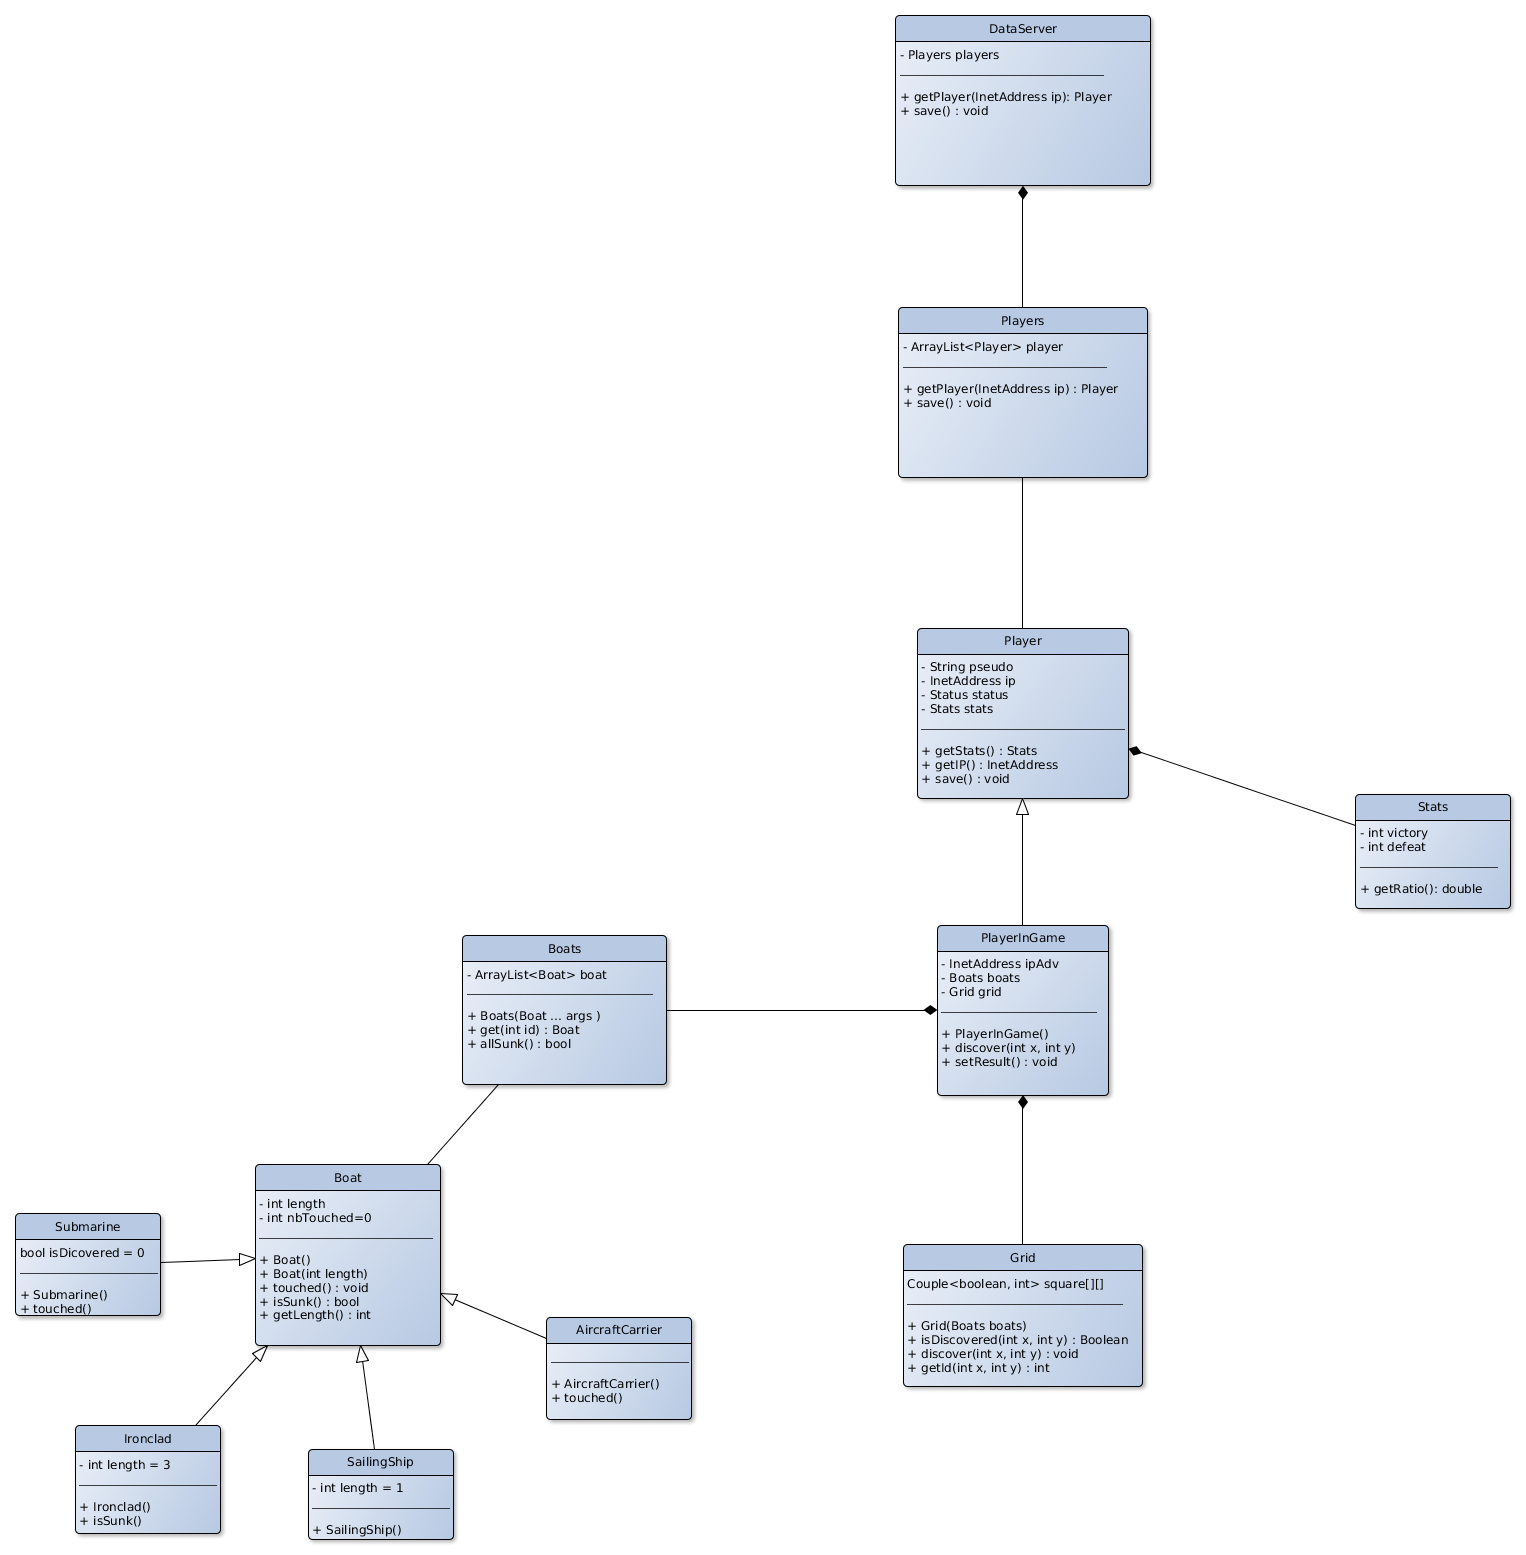 DataServer
- Players players
+ getPlayer(InetAddress ip): Player
+ save() : void
Players
- ArrayList<Player> player
+ getPlayer(InetAddress ip) : Player
+ save() : void
Player
- String pseudo
- InetAddress ip
- Status status
- Stats stats
+ getStats() : Stats
+ getIP() : InetAddress
+ save() : void
Stats
- int victory
- int defeat
+ getRatio(): double
PlayerInGame
- InetAddress ipAdv
- Boats boats
- Grid grid
+ PlayerInGame()
+ discover(int x, int y)
+ setResult() : void
Boats
- ArrayList<Boat> boat
+ Boats(Boat ... args )
+ get(int id) : Boat
+ allSunk() : bool
Boat
- int length
- int nbTouched=0
+ Boat()
+ Boat(int length)
+ touched() : void
+ isSunk() : bool
+ getLength() : int
Submarine
bool isDicovered = 0
+ Submarine()
+ touched()
Grid
Couple<boolean, int> square[][]
+ Grid(Boats boats)
+ isDiscovered(int x, int y) : Boolean
+ discover(int x, int y) : void
+ getId(int x, int y) : int
AircraftCarrier
+ AircraftCarrier()
+ touched()
Ironclad
- int length = 3
+ Ironclad()
+ isSunk()
SailingShip
- int length = 1
+ SailingShip()